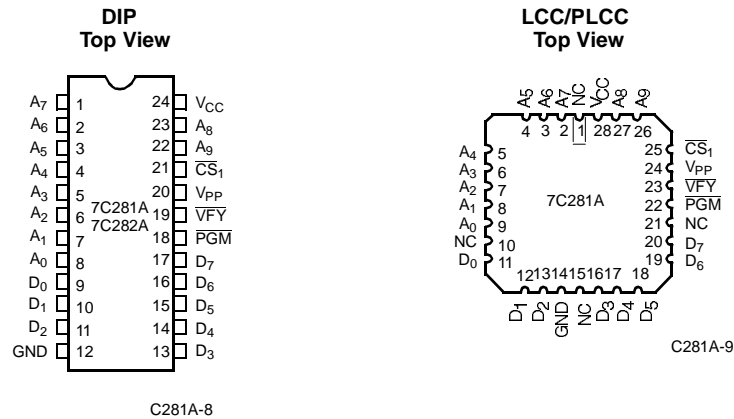 DIP
Top View
A7 1 24 VCC
A6 2 23 A8
A5 3 22 A9
A4 4 21 CS1
A3 5 20 VPP
A2 6 19 VFY
A1 7 18 PGM
A0 8 17 D7
D0 9 16 D6
D1 10 15 D5
D2 11 14 D4
GND 12 13 D3
7C281A
7C282A
C281A-8
LCC/PLCC
Top View
A5 A6 A7 NC VCC A8 A9
4 3 2 1 28 27 26
A4 5 25 CS1
A3 6 24 VPP
A2 7 23 VFY
A1 8 22 PGM
A0 9 21 NC
NC 10 20 D7
D0 11 19 D6
7C281A
12 13 14 15 16 17 18
D1 D2 GND NC D3 D4 D5
C281A-9